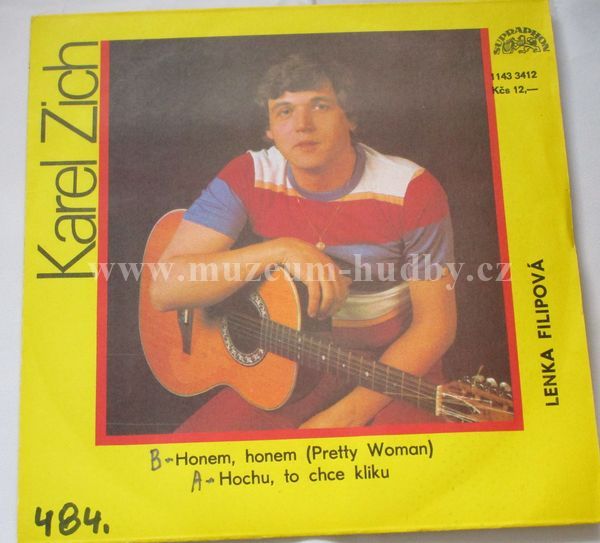 Karel Zich
SUPRAPHON
1143 3412
Kčs 12,—
www.muzeum-hudby.cz
LENKA FILIPOVÁ
B - Honem, honem (Pretty Woman)
A - Hochu, to chce kliku
484.